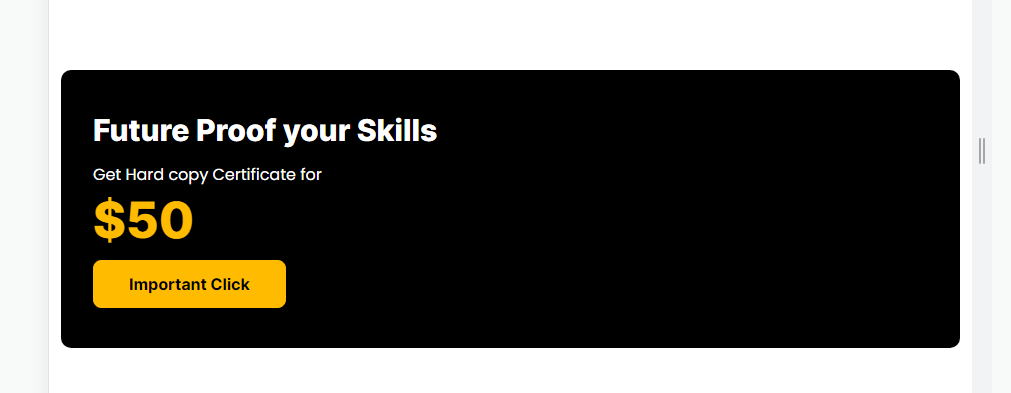 Future Proof your Skills
Get Hard copy Certificate for
$50
Important Click